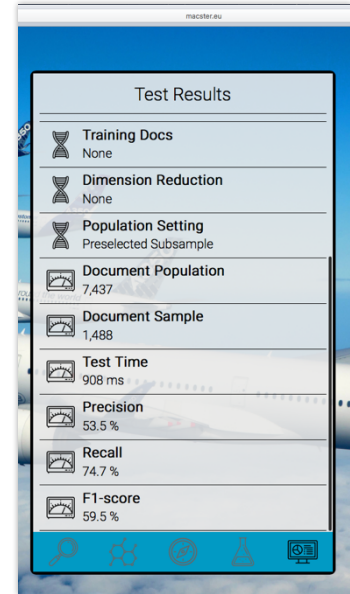 macster.eu
Test Results
Training Docs
None
Dimension Reduction
None
Population Setting
Preselected Subsample
Document Population
7,437
Document Sample
1,488
Test Time
908 ms
Precision
53.5 %
Recall
74.7 %
F1-score
59.5 %